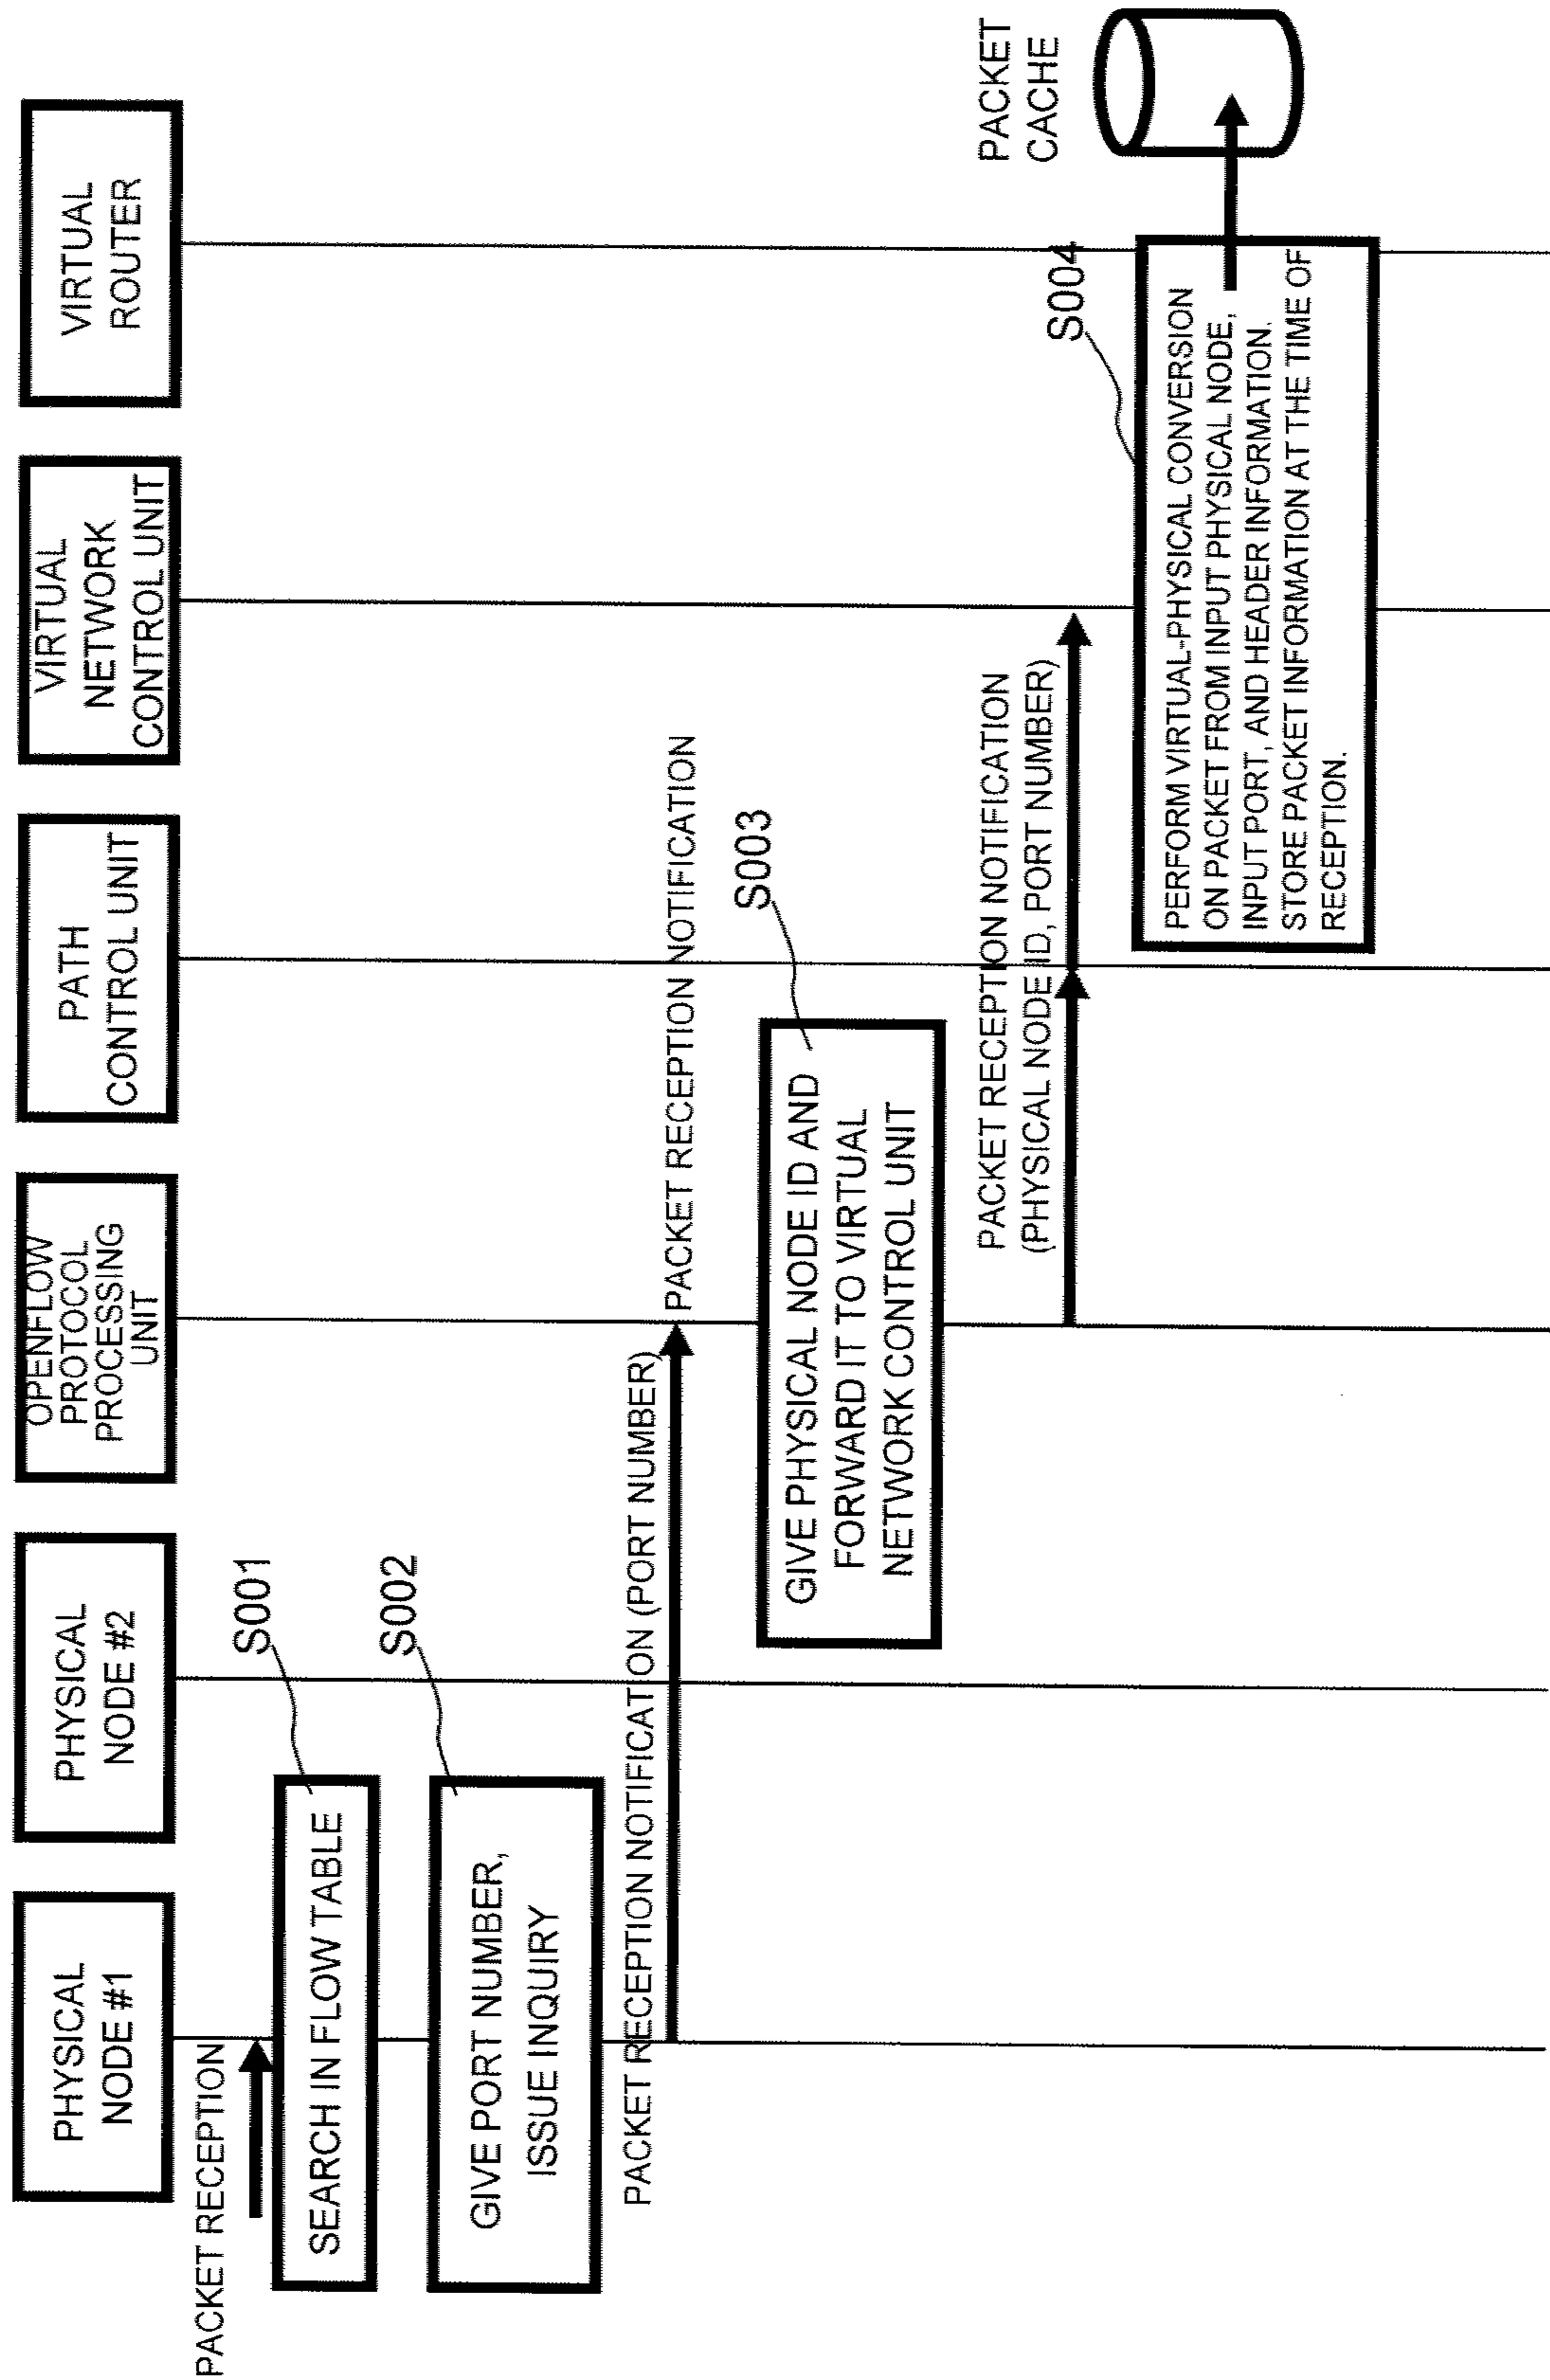 PHYSICAL
NODE #1
PHYSICAL
NODE #2
OPENFLOW
PROTOCOL
PROCESSING
UNIT
PATH
CONTROL UNIT
VIRTUAL
NETWORK
CONTROL UNIT
VIRTUAL
ROUTER
PACKET RECEPTION
S001
SEARCH IN FLOW TABLE
S002
GIVE PORT NUMBER,
ISSUE INQUIRY
PACKET RECEPTION NOTIFICATION (PORT NUMBER)
PACKET RECEPTION NOTIFICATION
S003
GIVE PHYSICAL NODE ID AND
FORWARD IT TO VIRTUAL
NETWORK CONTROL UNIT
PACKET RECEPTION NOTIFICATION
(PHYSICAL NODE ID, PORT NUMBER)
S004
PERFORM VIRTUAL-PHYSICAL CONVERSION
ON PACKET FROM INPUT PHYSICAL NODE,
INPUT PORT, AND HEADER INFORMATION.
STORE PACKET INFORMATION AT THE TIME OF
RECEPTION.
PACKET
CACHE